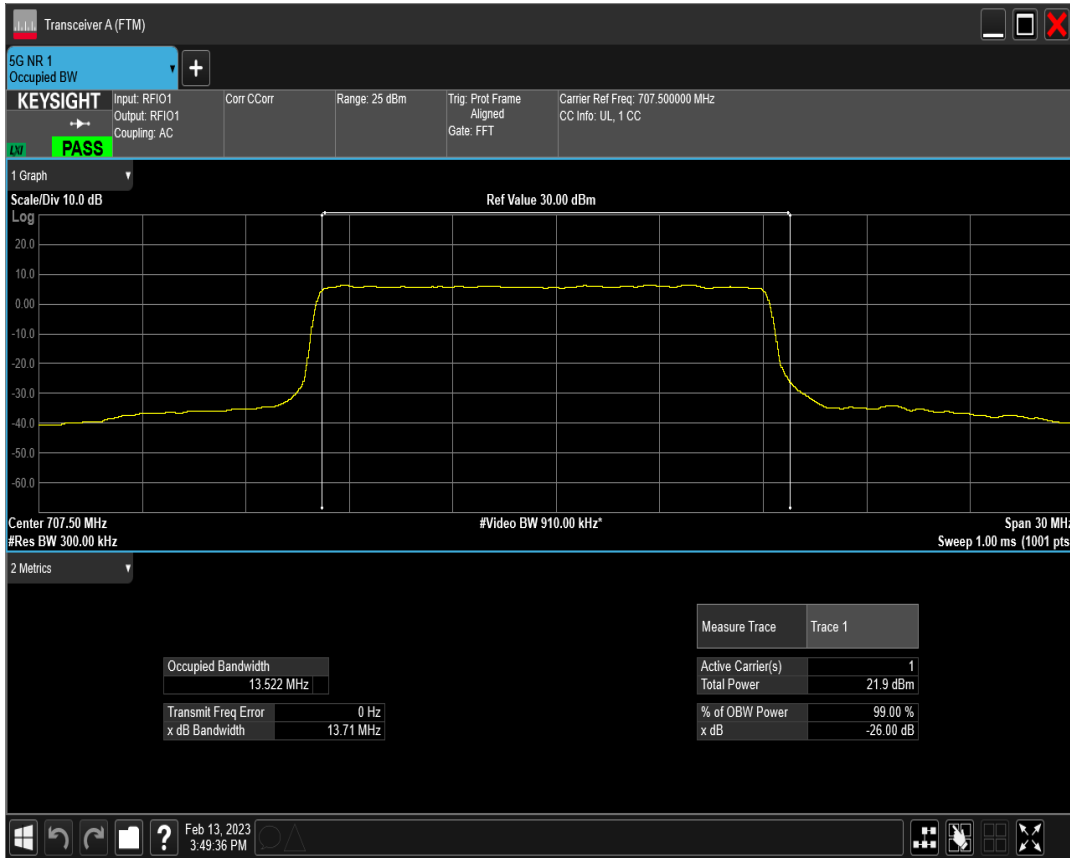 Transceiver A (FTM)
5G NR 1
Occupied BW
+
KEYSIGHT
LXI
PASS
Input: RFIO1
Output: RFIO1
Coupling: AC
Corr CCorr
Range: 25 dBm
Trig: Prot Frame
Aligned
Gate: FFT
Carrier Ref Freq: 707.500000 MHz
CC Info: UL, 1 CC
1 Graph
Scale/Div 10.0 dB
Ref Value 30.00 dBm
Log
20.0
10.0
0.00
-10.0
-20.0
-30.0
-40.0
-50.0
-60.0
Center 707.50 MHz
#Video BW 910.00 kHz*
Span 30 MHz
#Res BW 300.00 kHz
Sweep 1.00 ms (1001 pts
2 Metrics
Measure Trace Trace 1
Occupied Bandwidth
13.522 MHz
Active Carrier(s) 1
Total Power 21.9 dBm
Transmit Freq Error 0 Hz
x dB Bandwidth 13.71 MHz
% of OBW Power 99.00 %
x dB -26.00 dB
?
Feb 13, 2023
3:49:36 PM